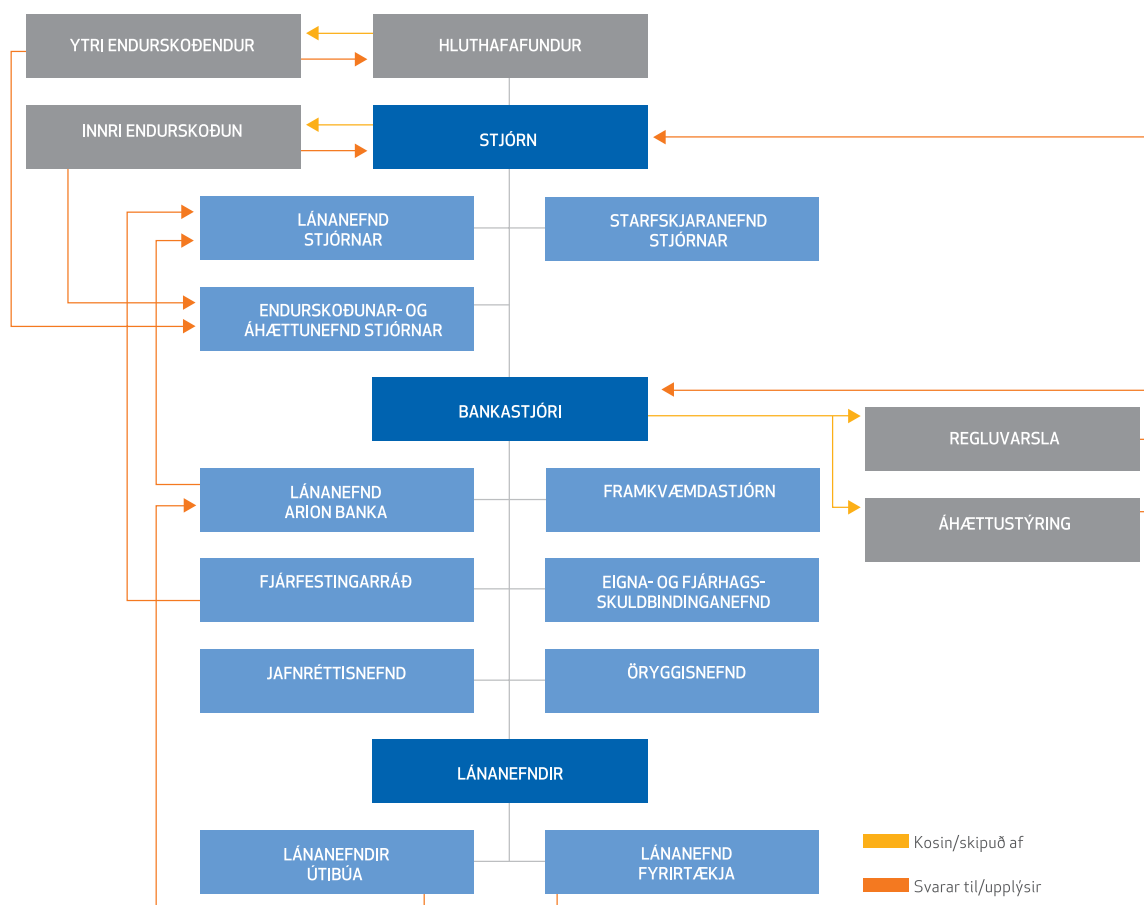 YTRI ENDURSKOÐENDUR
HLUTHAFAFUNDUR
INNRI ENDURSKOÐUN
STJÓRN
LÁNANEFND
STJÓRNAR
STARFSKJARANEFND
STJÓRNAR
ENDURSKOÐUNAR- OG
ÁHÆTTUNEFND STJÓRNAR
BANKASTJÓRI
REGLUVARSLA
LÁNANEFND
ARION BANKA
FRAMKVÆMDASTJÓRN
ÁHÆTTUSTÝRING
FJÁRFESTINGARRÁÐ
EIGNA- OG FJÁRHAGS-
SKULDBINDINGANEFND
JAFNRÉTTISNEFND
ÖRYGGISNEFND
LÁNANEFNDIR
LÁNANEFNDIR
ÚTIBÚA
LÁNANEFND
FYRIRTÆKJA
Kosin/skipuð af
Svarar til/upplýsir